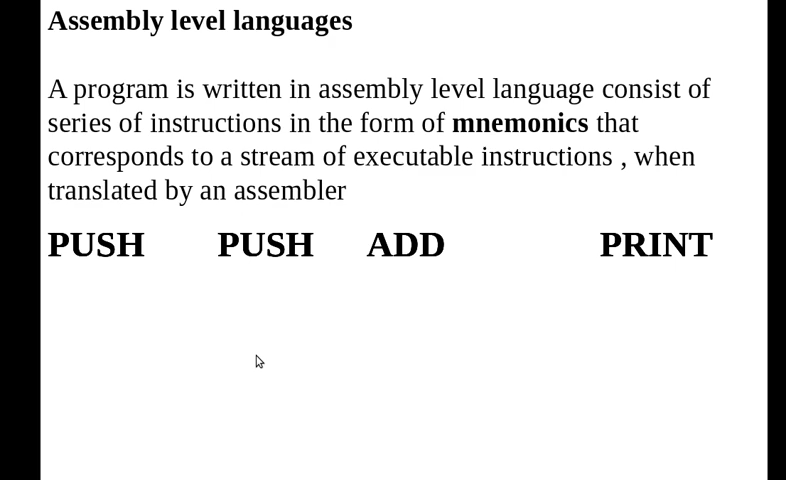 Assembly level languages
A program is written in assembly level language consist of
series of instructions in the form of mnemonics that
corresponds to a stream of executable instructions , when
translated by an assembler
PUSH PUSH ADD PRINT